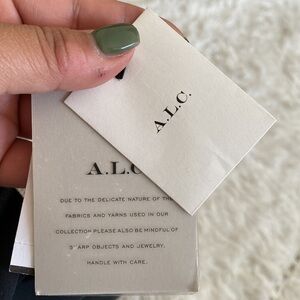 A.L.C.
A.L.C
DUE TO THE DELICATE NATURE OF THE
FABRICS AND YARNS USED IN OUR
COLLECTION PLEASE ALSO BE MINDFUL OF
SHARP OBJECTS AND JEWELRY.
HANDLE WITH CARE.